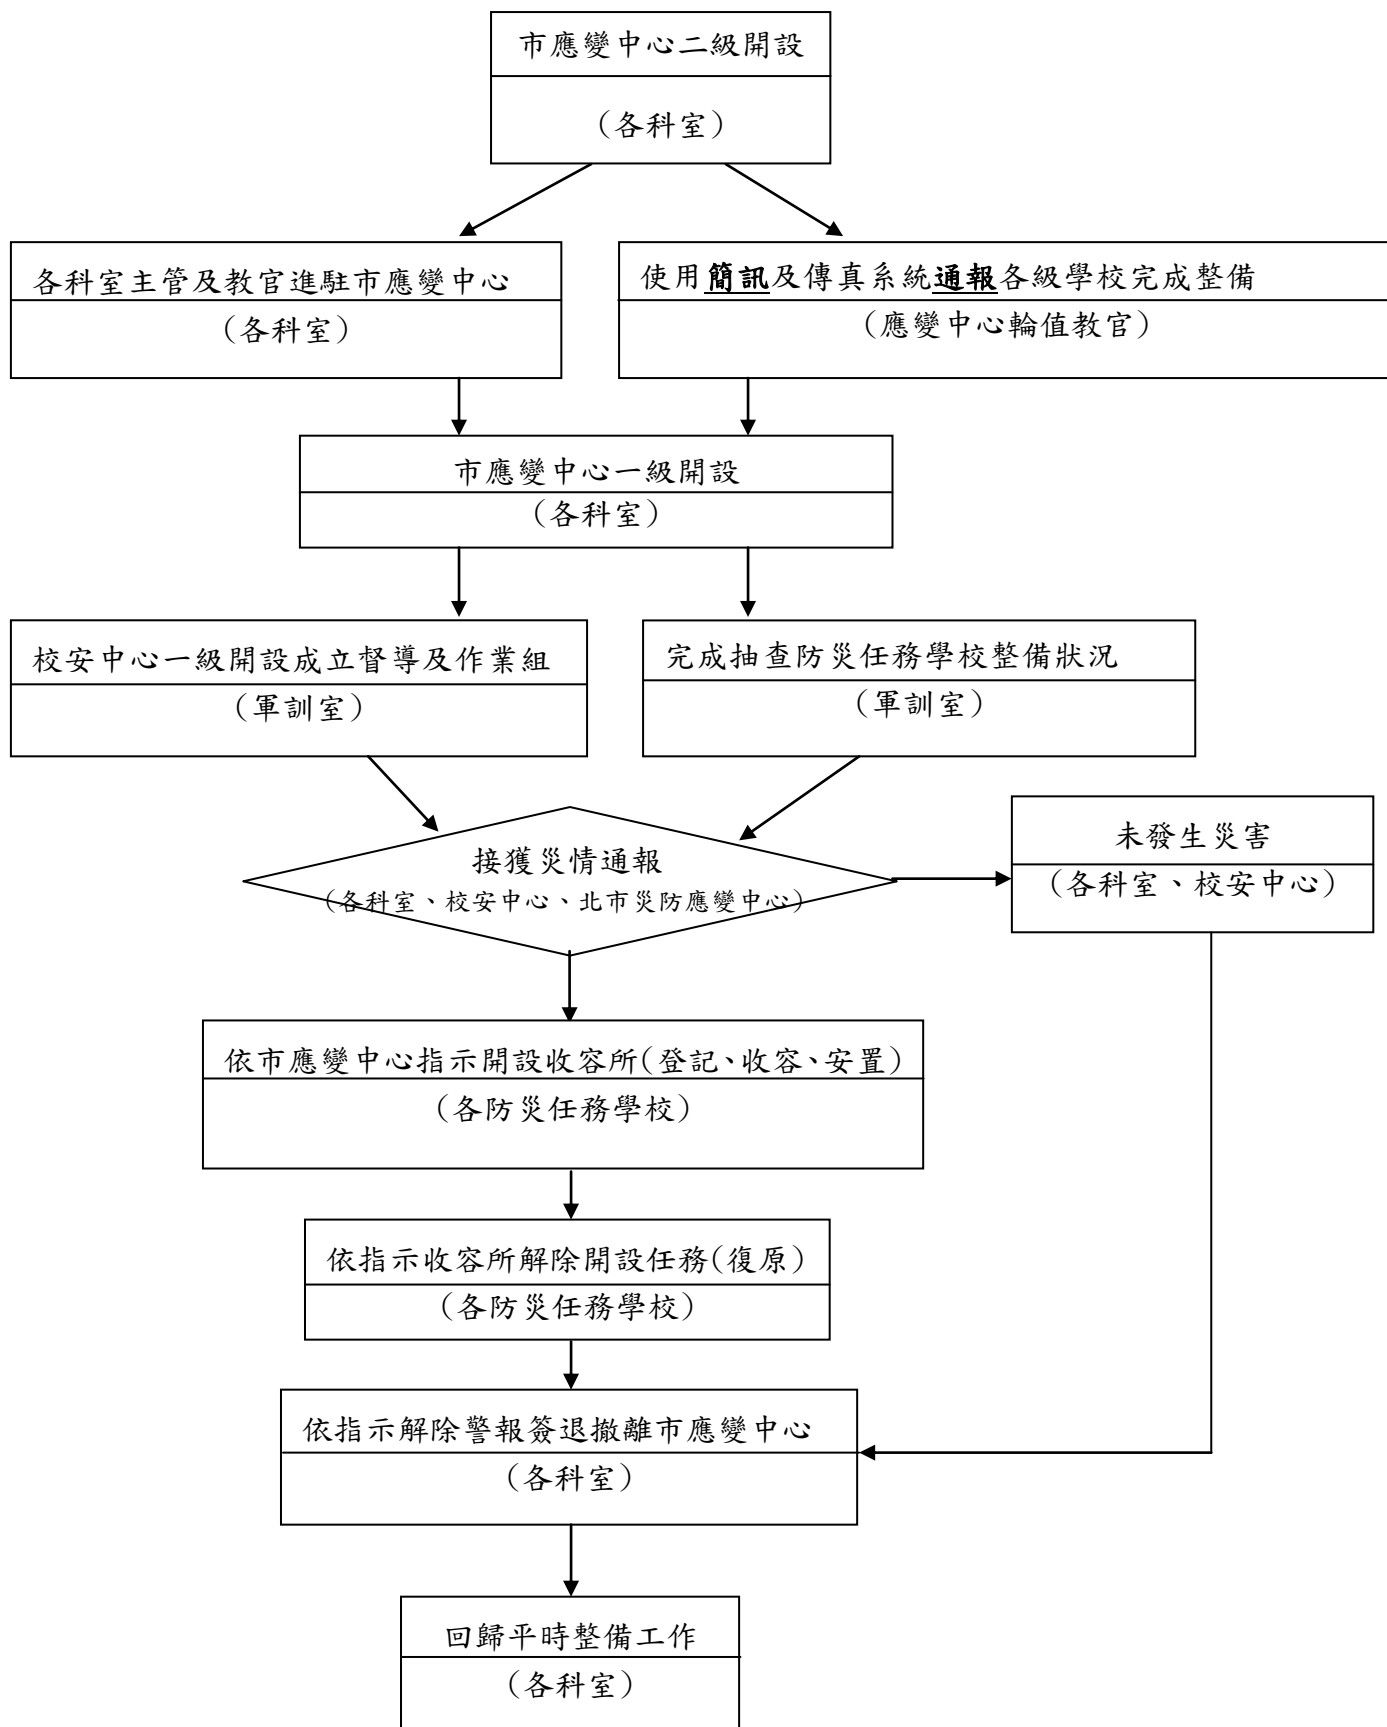 市應變中心二級開設
（各科室）
各科室主管及教官進駐市應變中心
（各科室）
使用簡訊及傳真系統通報各級學校完成整備
（應變中心輪值教官）
市應變中心一級開設
（各科室）
校安中心一級開設成立督導及作業組
（軍訓室）
完成抽查防災任務學校整備狀況
（軍訓室）
接獲災情通報
（各科室、校安中心、北市災防應變中心）
未發生災害
（各科室、校安中心）
依市應變中心指示開設收容所(登記、收容、安置)
（各防災任務學校）
依指示收容所解除開設任務(復原)
（各防災任務學校）
依指示解除警報簽退撤離市應變中心
（各科室）
回歸平時整備工作
（各科室）